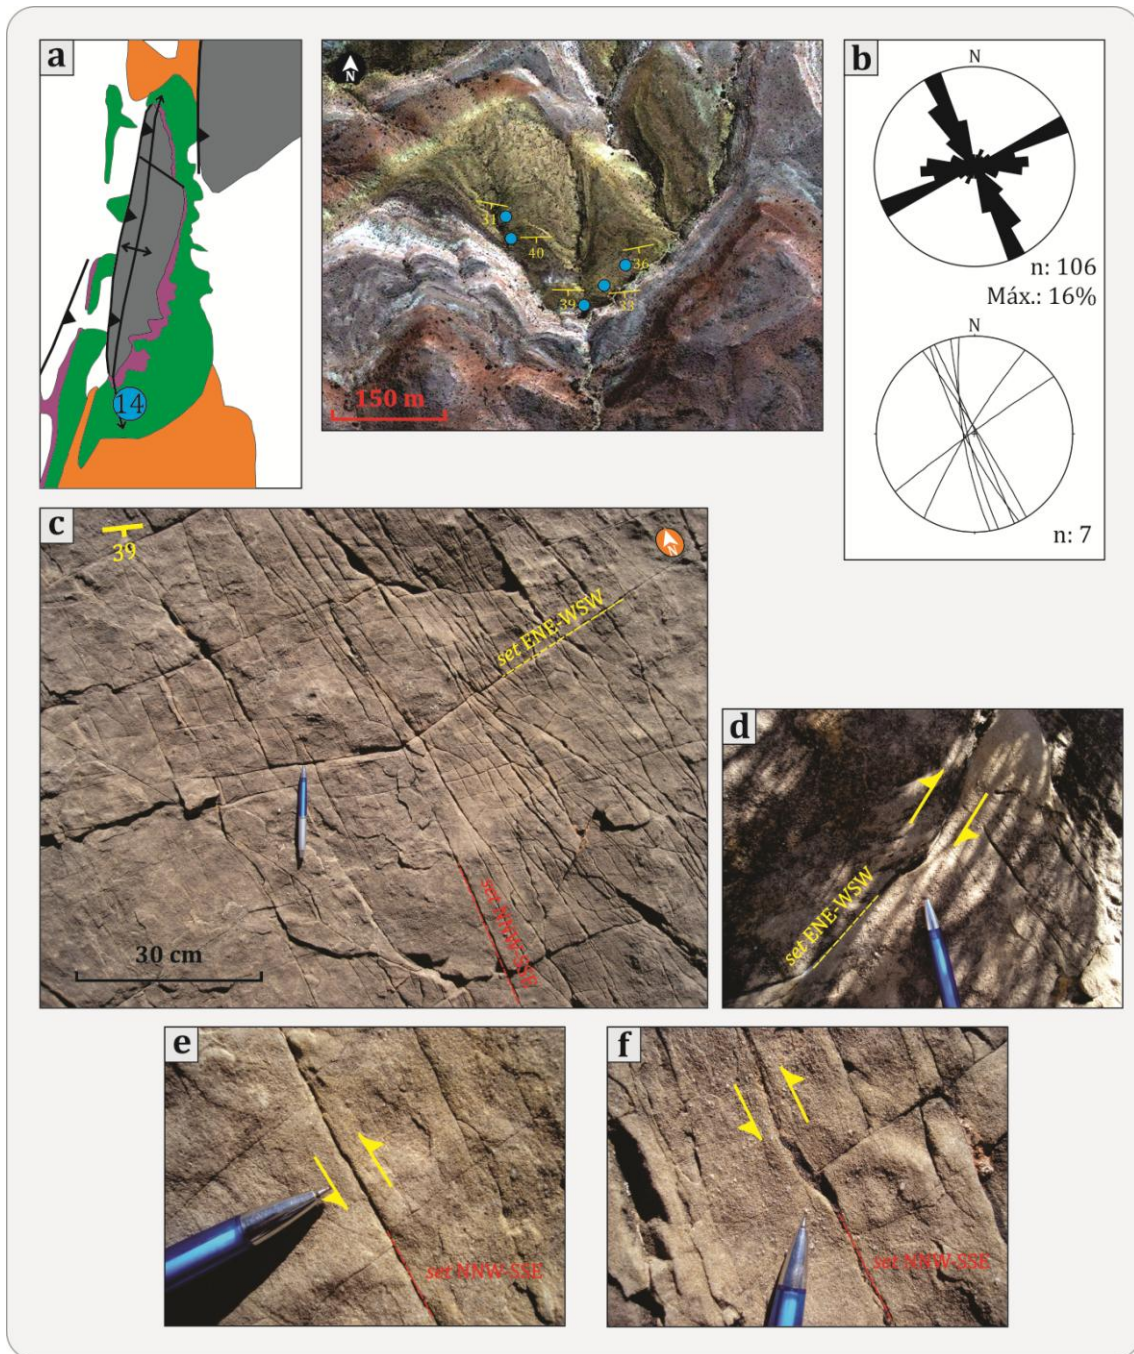 a
14
N
31
40
36
39
33
150 m
b
N
n: 106
Máx.: 16%
N
n: 7
c
39
N
set ENE-WSW
set NNW-SSE
30 cm
d
set ENE-WSW
e
set NNW-SSE
f
set NNW-SSE